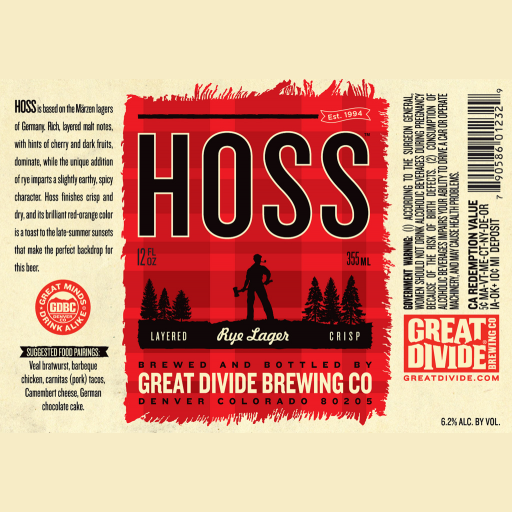 HOSS is based on the Märzen lagers
of Germany. Rich, layered malt notes,
with hints of cherry and dark fruits,
dominate, while the unique addition
of rye imparts a slightly earthy, spicy
character. Hoss finishes crisp and
dry, and its brilliant red-orange color
is a toast to the late-summer sunsets
that make the perfect backdrop for
this beer.
GREAT MINDS
GDBC
DENVER
CO
DRINK ALIKE
SUGGESTED FOOD PAIRINGS:
Veal bratwurst, barbeque
chicken, carnitas (pork) tacos,
Camembert cheese, German
chocolate cake.
Est. 1994
HOSS™
12 FL OZ
355 ML
LAYERED
Rye Lager
CRISP
BREWED AND BOTTLED BY
GREAT DIVIDE BREWING CO
DENVER COLORADO 80205
GOVERNMENT WARNING: (1) ACCORDING TO THE SURGEON GENERAL,
WOMEN SHOULD NOT DRINK ALCOHOLIC BEVERAGES DURING PREGNANCY
BECAUSE OF THE RISK OF BIRTH DEFECTS. (2) CONSUMPTION OF
ALCOHOLIC BEVERAGES IMPAIRS YOUR ABILITY TO DRIVE A CAR OR OPERATE
MACHINERY, AND MAY CAUSE HEALTH PROBLEMS.
CA REDEMPTION VALUE
5¢ MA-VT-ME-CT-NY-DE-OR
IA-OK+ 10¢ MI DEPOSIT
7 90586 01232 9
GREAT
DIVIDE
BREWING CO
GREATDIVIDE.COM
6.2% ALC. BY VOL.